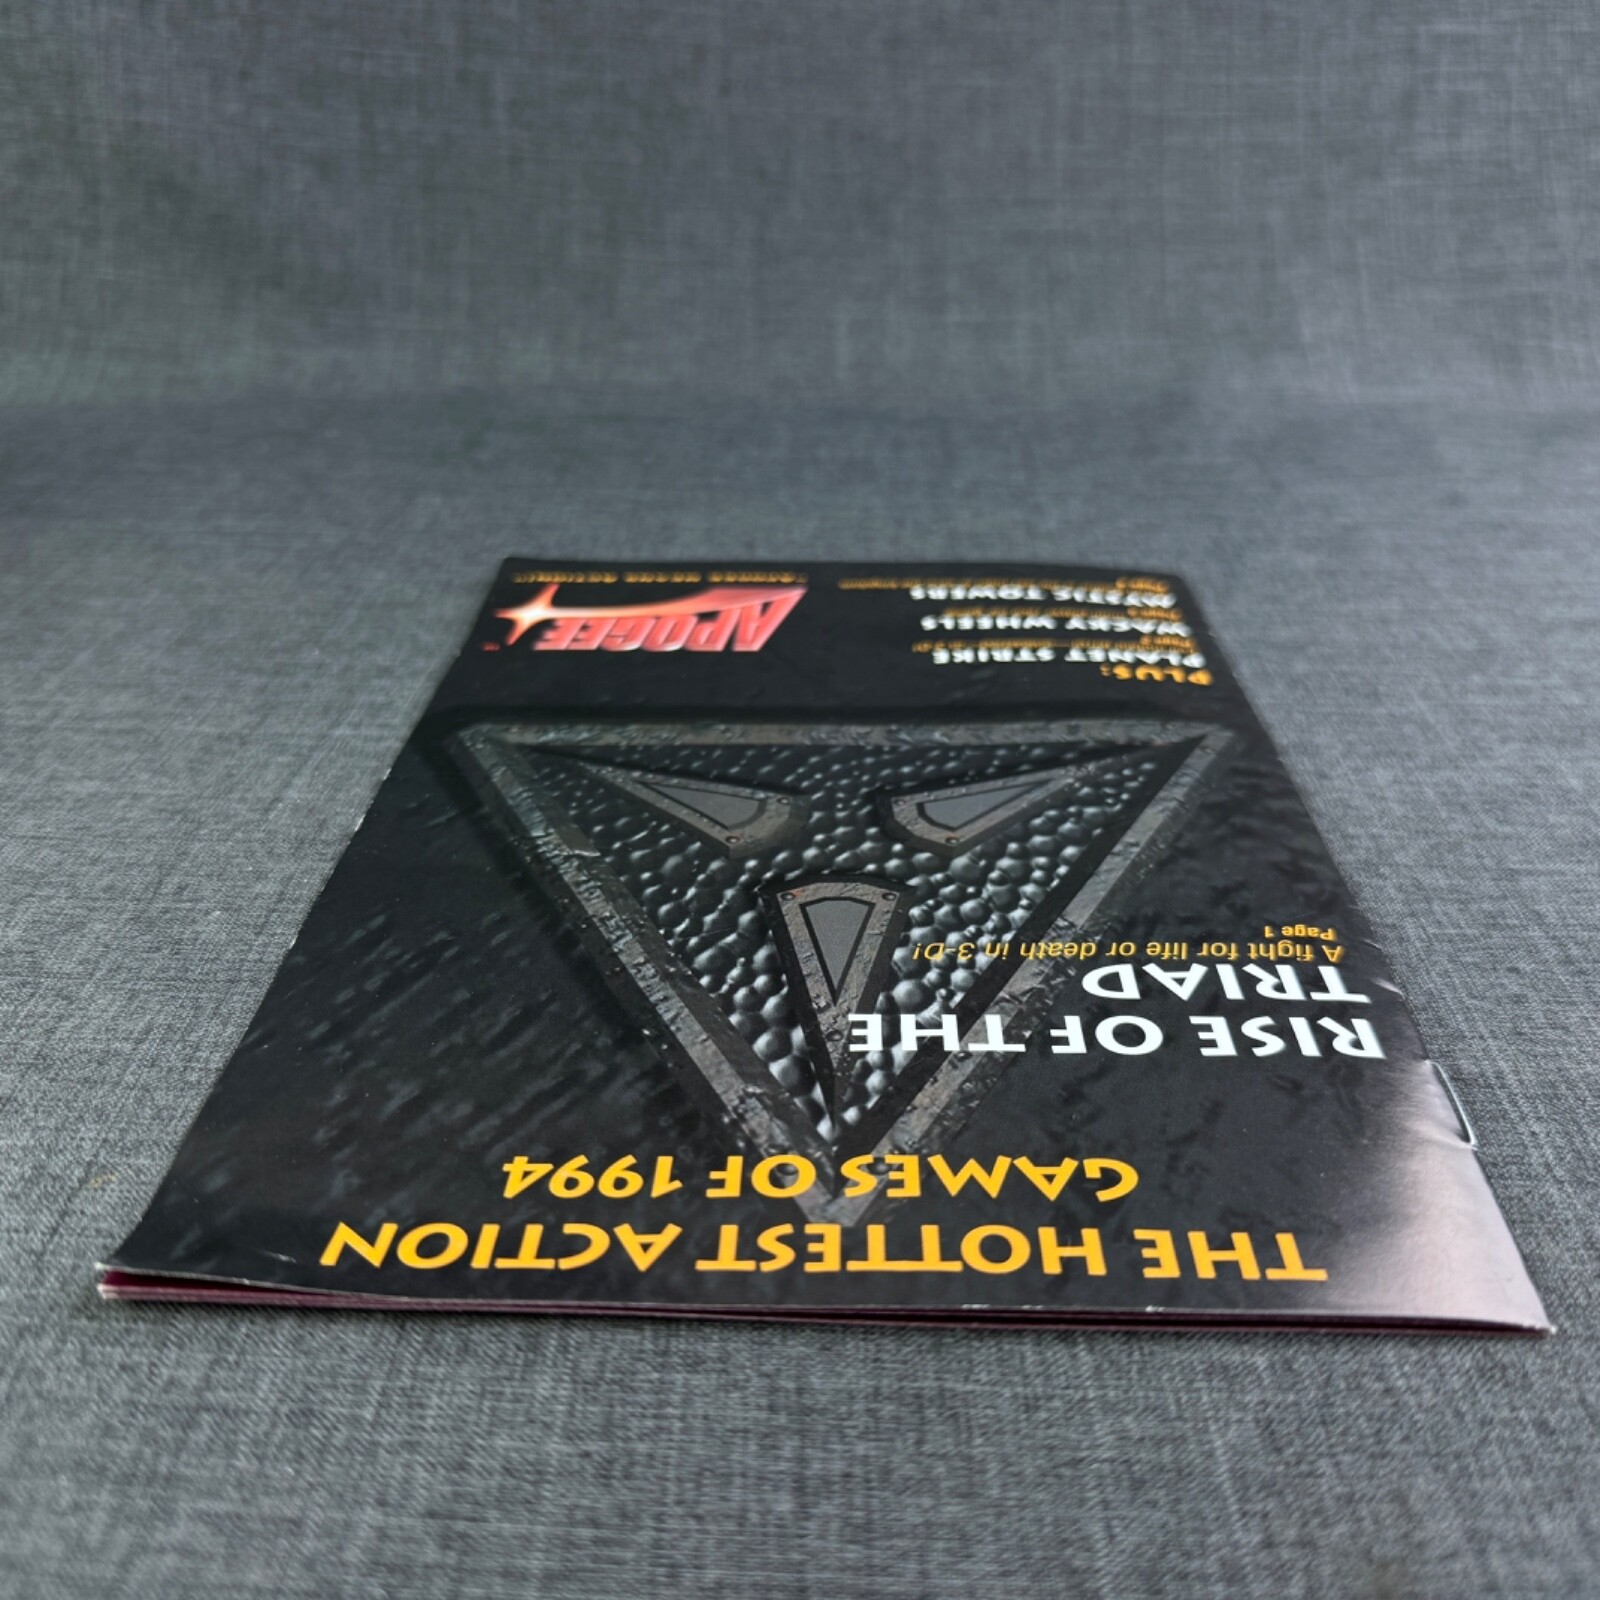 THE HOTTEST ACTION
GAMES OF 1994
RISE OF THE
TRIAD
A fight for life or death in 3-D!
Page 1
PLUS:
PLANET STRIKE
WACKY WHEELS
MYSTIC TOWERS
APOGEE™